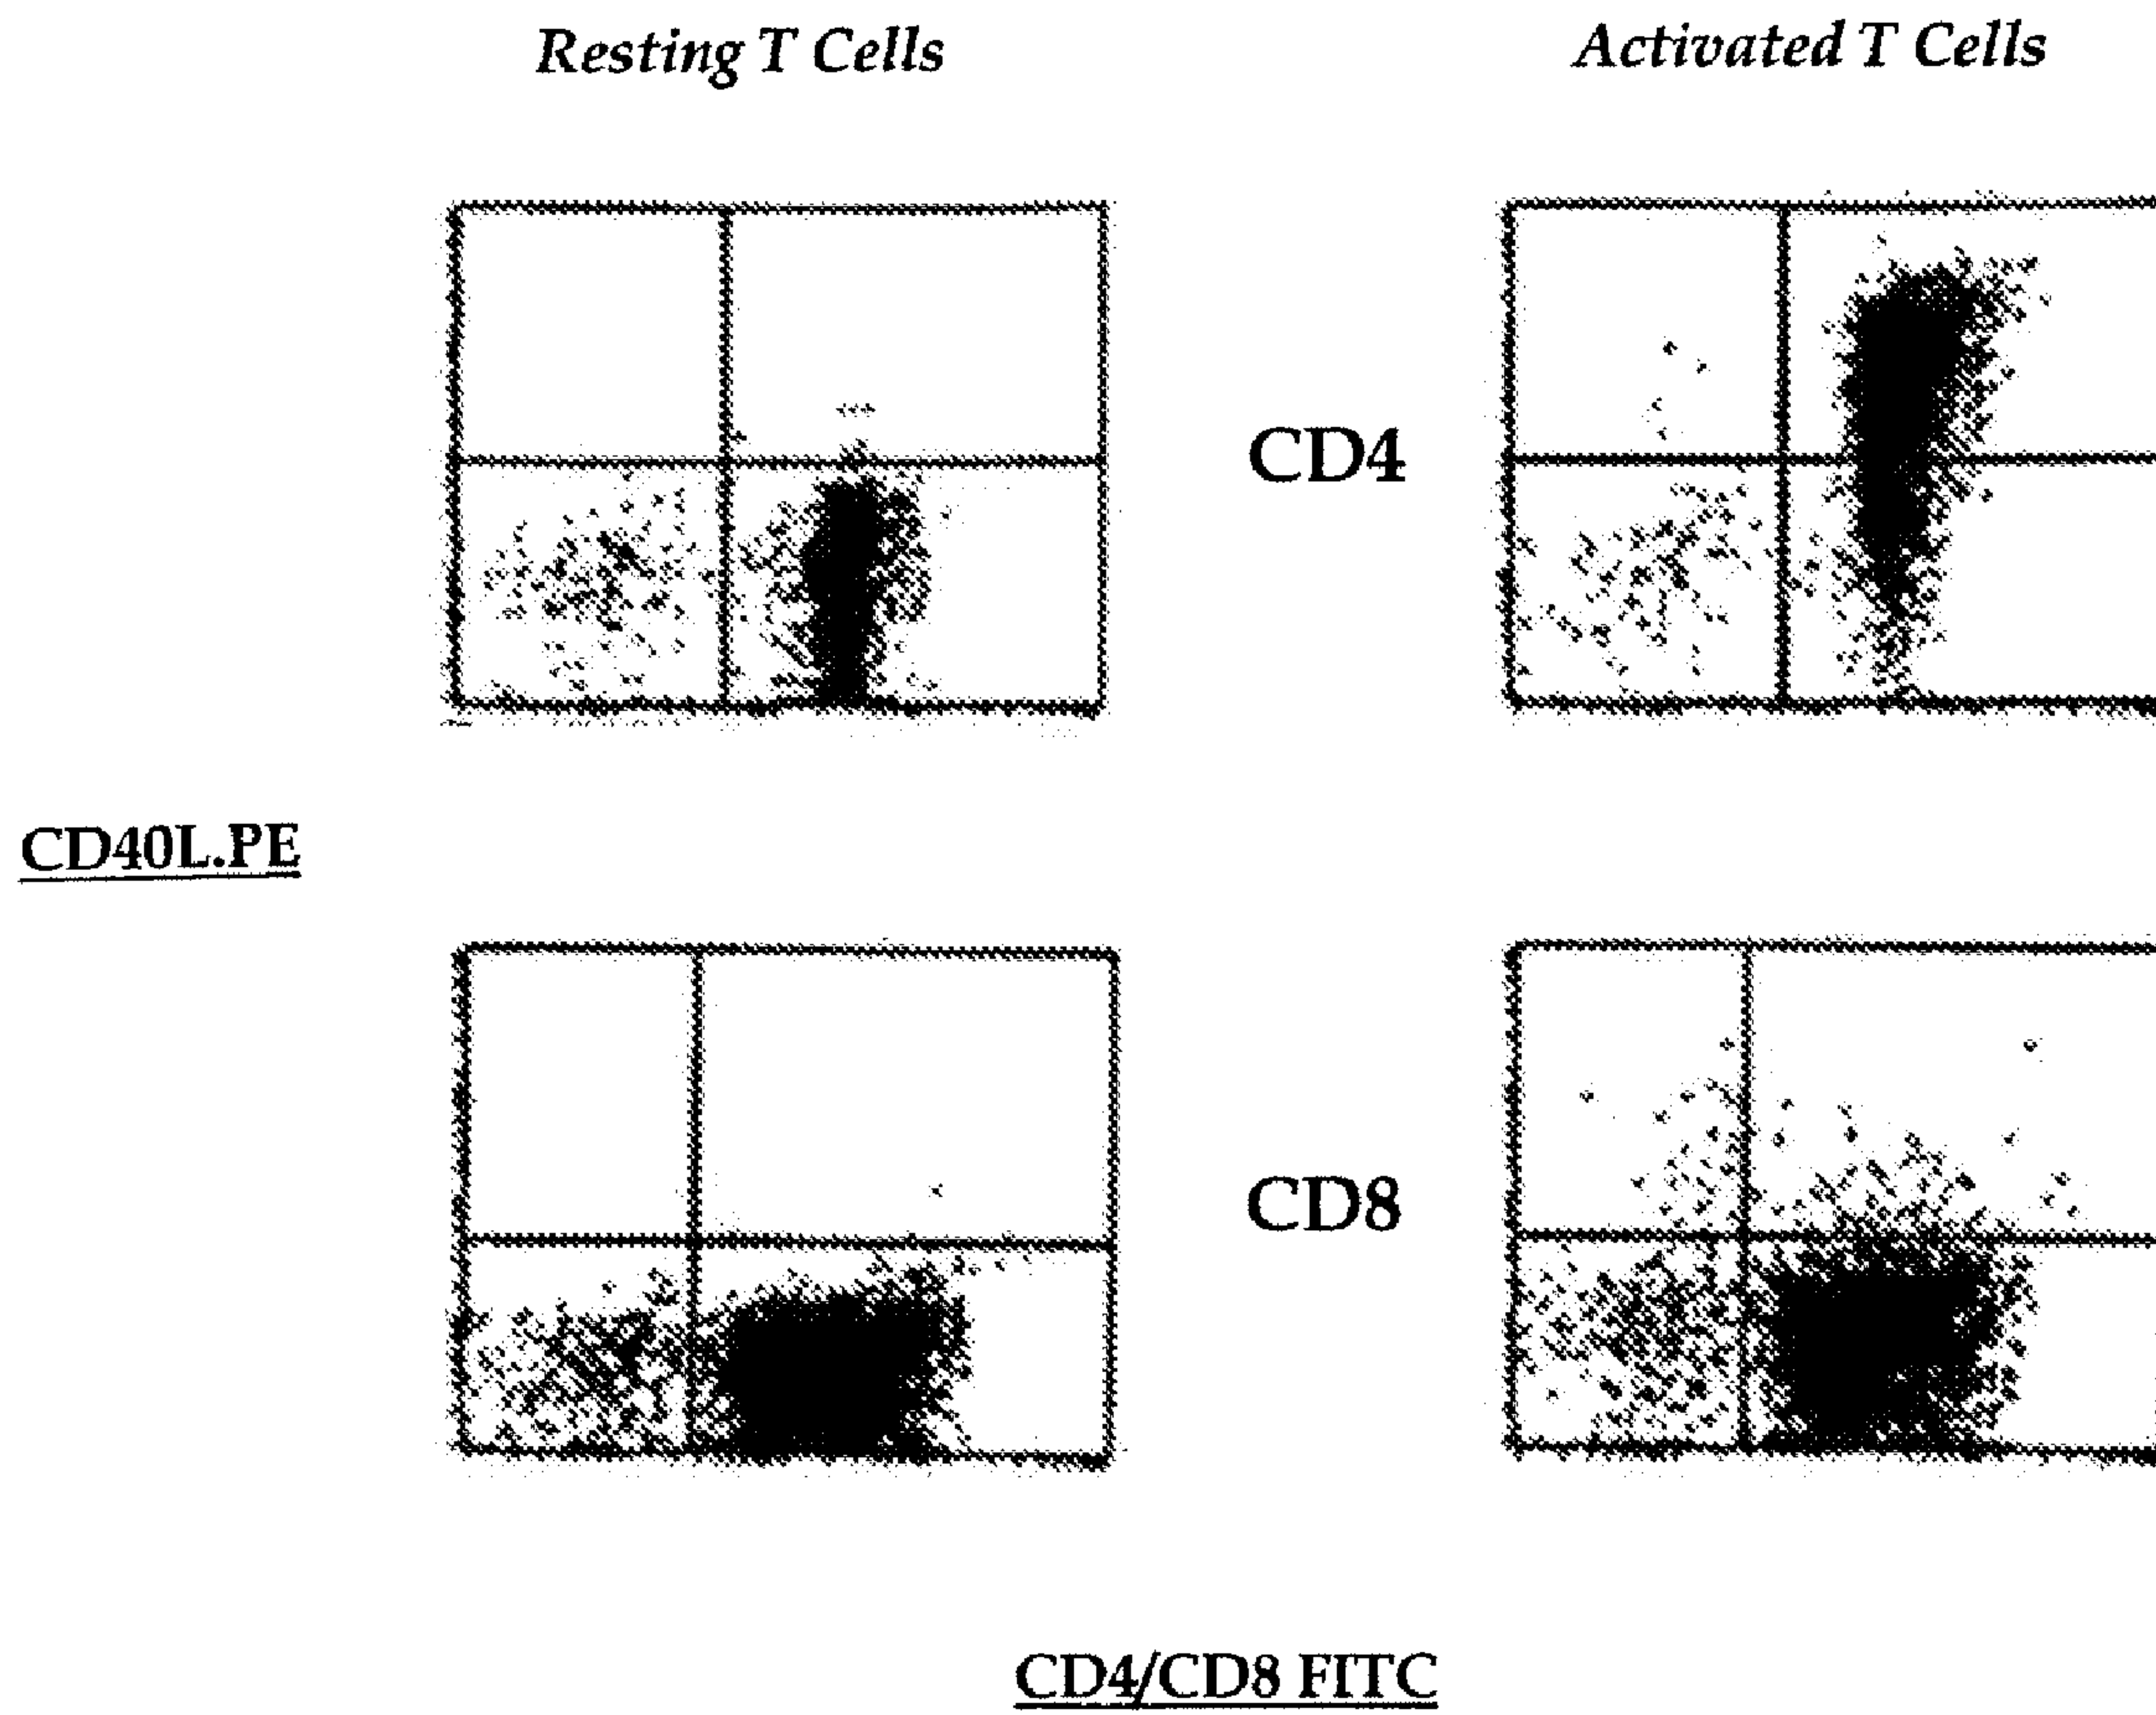 Resting T Cells
Activated T Cells
CD4
CD40L.PE
CD8
CD4/CD8 FITC